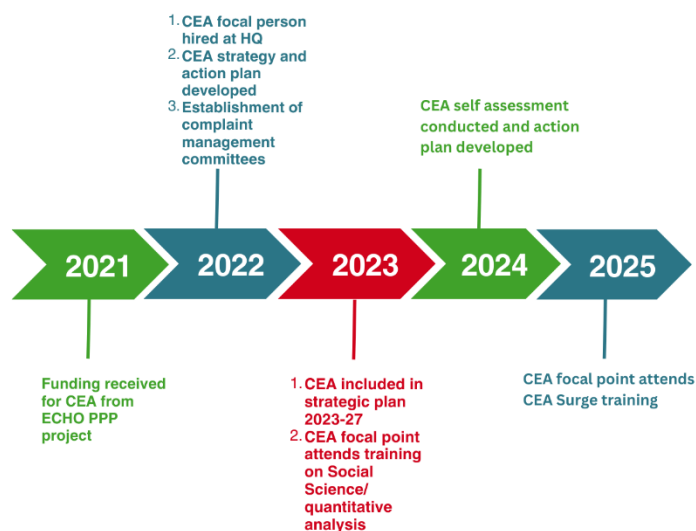 1. CEA focal person
hired at HQ
2. CEA strategy and
action plan
developed
3. Establishment of
complaint
management
committees
CEA self assessment
conducted and action
plan developed
2021
2022
2023
2024
2025
Funding received
for CEA from
ECHO PPP
project
1. CEA included in
strategic plan
2023-27
2. CEA focal point
attends training
on Social
Science/
quantitative
analysis
CEA focal point attends
CEA Surge training